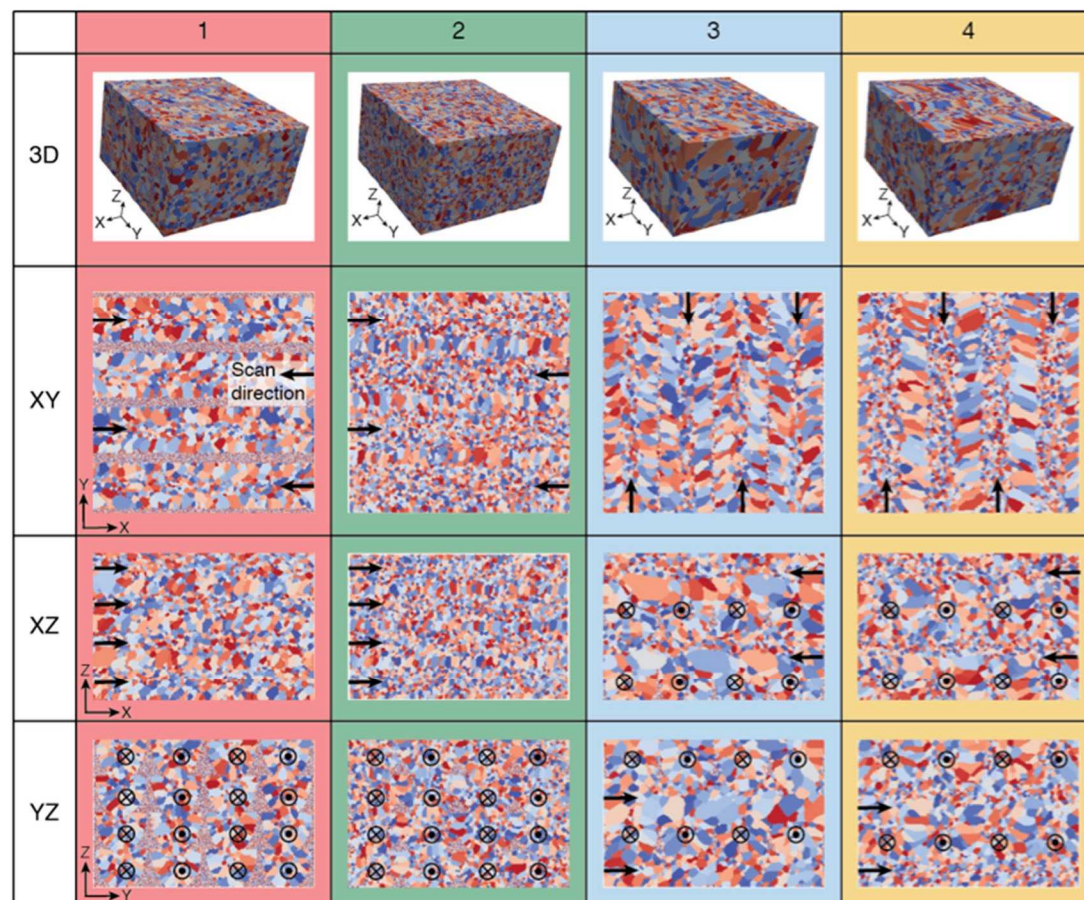 1 2 3 4
3D
Z X Y Z X Y Z X Y Z X Y
XY
Scan
direction
Y
X
XZ
Z
X
YZ
Z
Y